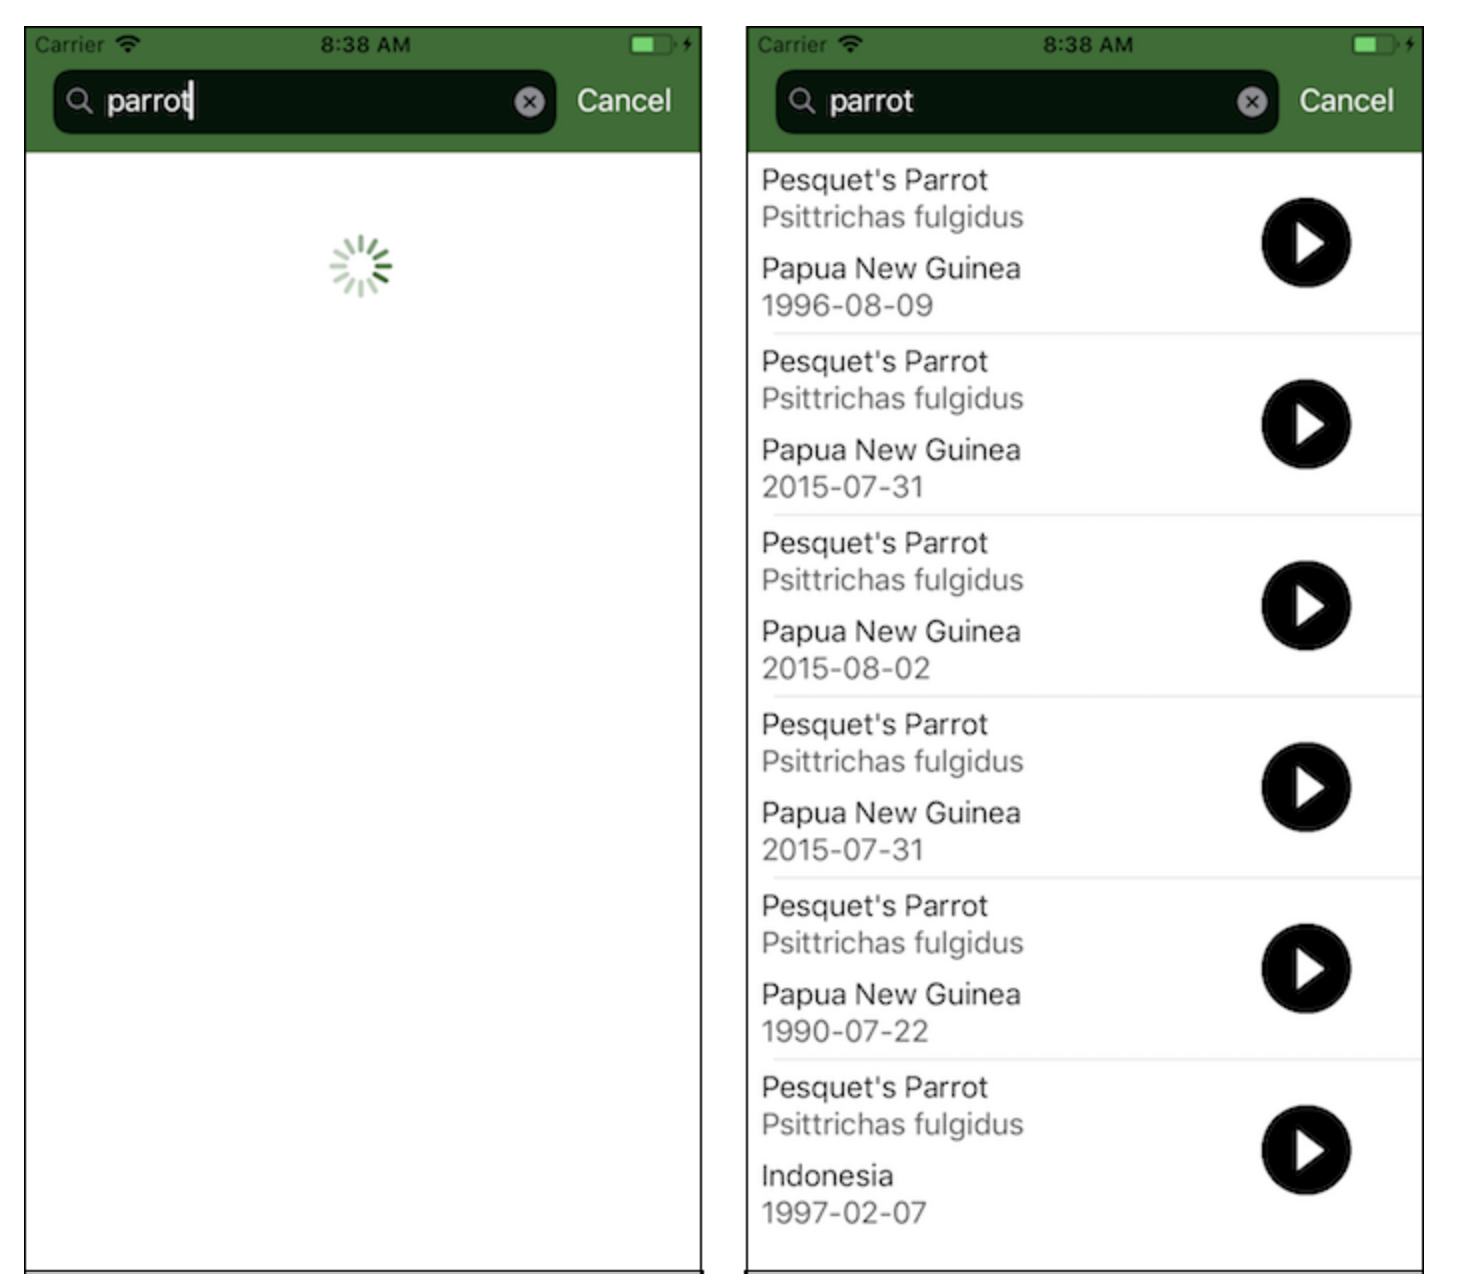 Carrier 8:38 AM
parrot Cancel
Carrier 8:38 AM
parrot Cancel
Pesquet's Parrot
Psittrichas fulgidus
Papua New Guinea
1996-08-09
Pesquet's Parrot
Psittrichas fulgidus
Papua New Guinea
2015-07-31
Pesquet's Parrot
Psittrichas fulgidus
Papua New Guinea
2015-08-02
Pesquet's Parrot
Psittrichas fulgidus
Papua New Guinea
2015-07-31
Pesquet's Parrot
Psittrichas fulgidus
Papua New Guinea
1990-07-22
Pesquet's Parrot
Psittrichas fulgidus
Indonesia
1997-02-07